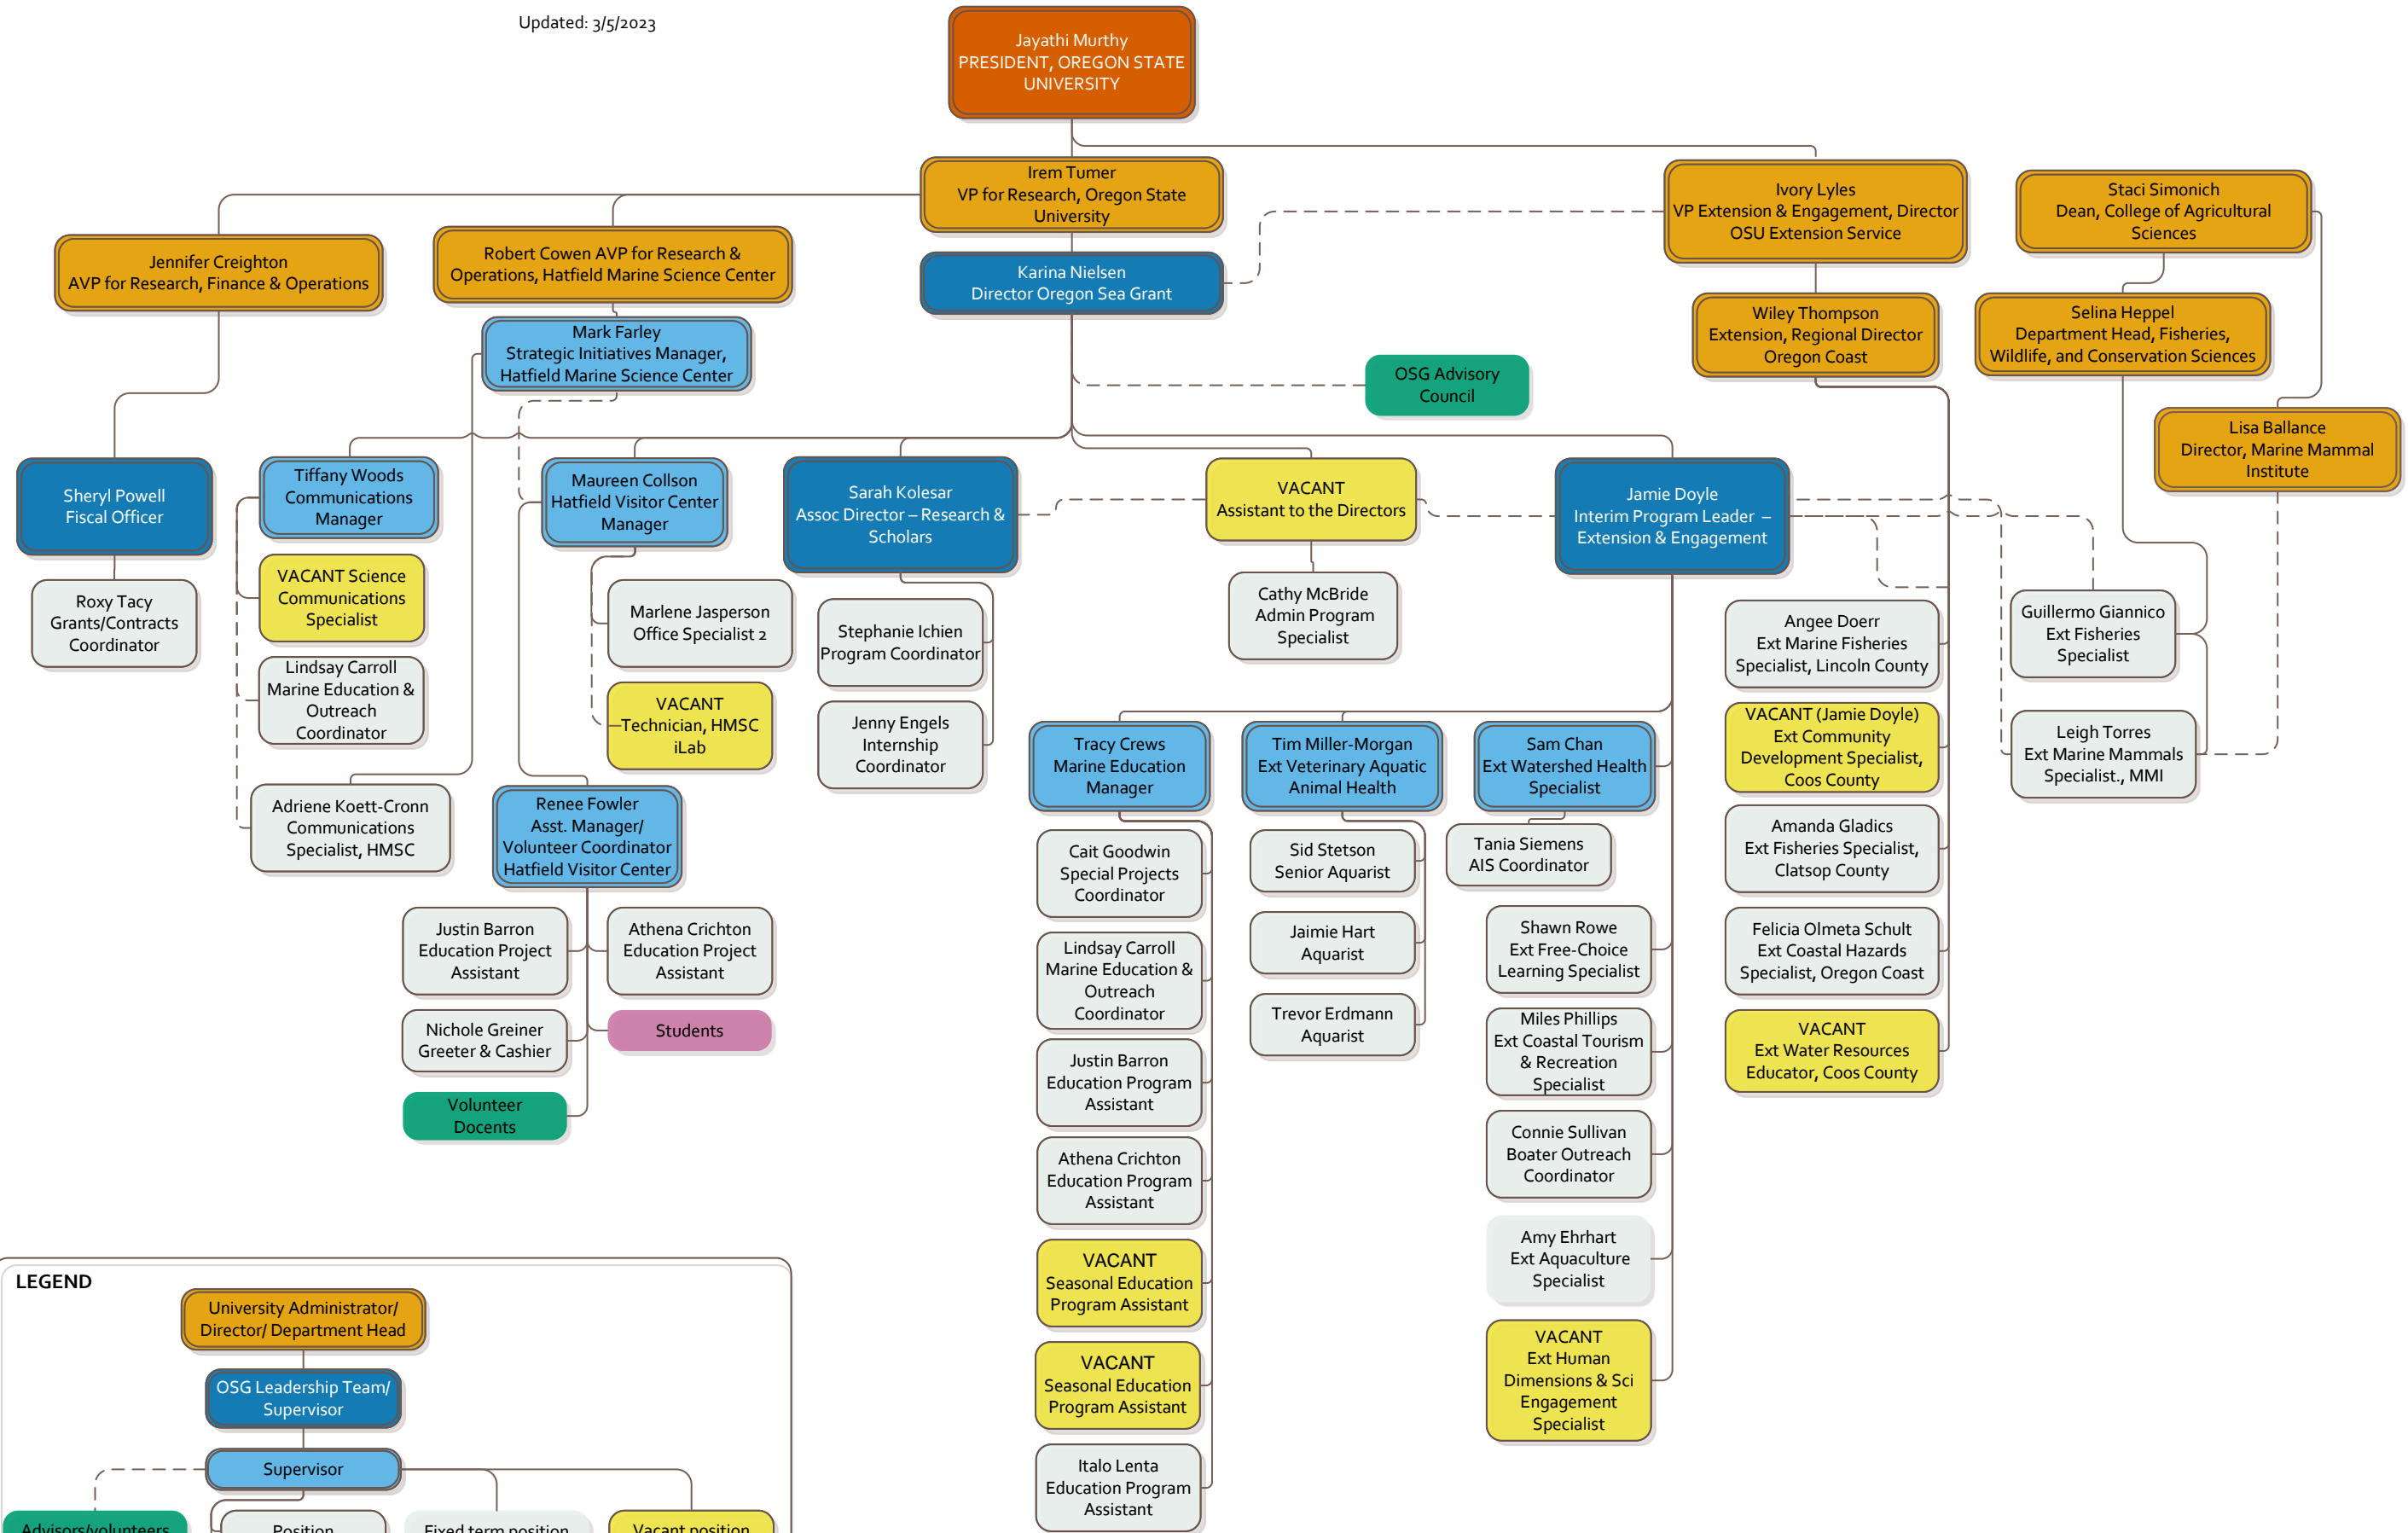 Updated: 3/5/2023
Jayathi Murthy
PRESIDENT, OREGON STATE
UNIVERSITY
Irem Tumer
VP for Research, Oregon State
University
Ivory Lyles
VP Extension & Engagement, Director
OSU Extension Service
Staci Simonich
Dean, College of Agricultural
Sciences
Jennifer Creighton
AVP for Research, Finance & Operations
Robert Cowen AVP for Research &
Operations, Hatfield Marine Science Center
Karina Nielsen
Director Oregon Sea Grant
Wiley Thompson
Extension, Regional Director
Oregon Coast
Selina Heppel
Department Head, Fisheries,
Wildlife, and Conservation Sciences
Mark Farley
Strategic Initiatives Manager,
Hatfield Marine Science Center
OSG Advisory
Council
Lisa Ballance
Director, Marine Mammal
Institute
Sheryl Powell
Fiscal Officer
Tiffany Woods
Communications
Manager
Maureen Collson
Hatfield Visitor Center
Manager
Sarah Kolesar
Assoc Director – Research &
Scholars
VACANT
Assistant to the Directors
Jamie Doyle
Interim Program Leader –
Extension & Engagement
Roxy Tacy
Grants/Contracts
Coordinator
VACANT Science
Communications
Specialist
Lindsay Carroll
Marine Education &
Outreach
Coordinator
Adriene Koett-Cronn
Communications
Specialist, HMSC
Marlene Jasperson
Office Specialist 2
VACANT
Technician, HMSC
iLab
Renee Fowler
Asst. Manager/
Volunteer Coordinator
Hatfield Visitor Center
Justin Barron
Education Project
Assistant
Athena Crichton
Education Project
Assistant
Nichole Greiner
Greeter & Cashier
Students
Volunteer
Docents
Stephanie Ichien
Program Coordinator
Jenny Engels
Internship
Coordinator
Cathy McBride
Admin Program
Specialist
Tracy Crews
Marine Education
Manager
Cait Goodwin
Special Projects
Coordinator
Lindsay Carroll
Marine Education &
Outreach
Coordinator
Justin Barron
Education Program
Assistant
Athena Crichton
Education Program
Assistant
VACANT
Seasonal Education
Program Assistant
VACANT
Seasonal Education
Program Assistant
Italo Lenta
Education Program
Assistant
Tim Miller-Morgan
Ext Veterinary Aquatic
Animal Health
Sid Stetson
Senior Aquarist
Jaimie Hart
Aquarist
Trevor Erdmann
Aquarist
Sam Chan
Ext Watershed Health
Specialist
Tania Siemens
AIS Coordinator
Shawn Rowe
Ext Free-Choice
Learning Specialist
Miles Phillips
Ext Coastal Tourism
& Recreation
Specialist
Connie Sullivan
Boater Outreach
Coordinator
Amy Ehrhart
Ext Aquaculture
Specialist
VACANT
Ext Human
Dimensions & Sci
Engagement
Specialist
Angee Doerr
Ext Marine Fisheries
Specialist, Lincoln County
VACANT (Jamie Doyle)
Ext Community
Development Specialist,
Coos County
Amanda Gladics
Ext Fisheries Specialist,
Clatsop County
Felicia Olmeta Schult
Ext Coastal Hazards
Specialist, Oregon Coast
VACANT
Ext Water Resources
Educator, Coos County
Guillermo Giannico
Ext Fisheries
Specialist
Leigh Torres
Ext Marine Mammals
Specialist., MMI
LEGEND
University Administrator/
Director/ Department Head
OSG Leadership Team/
Supervisor
Supervisor
Advisors/volunteers
Position
Fixed term position
Vacant position